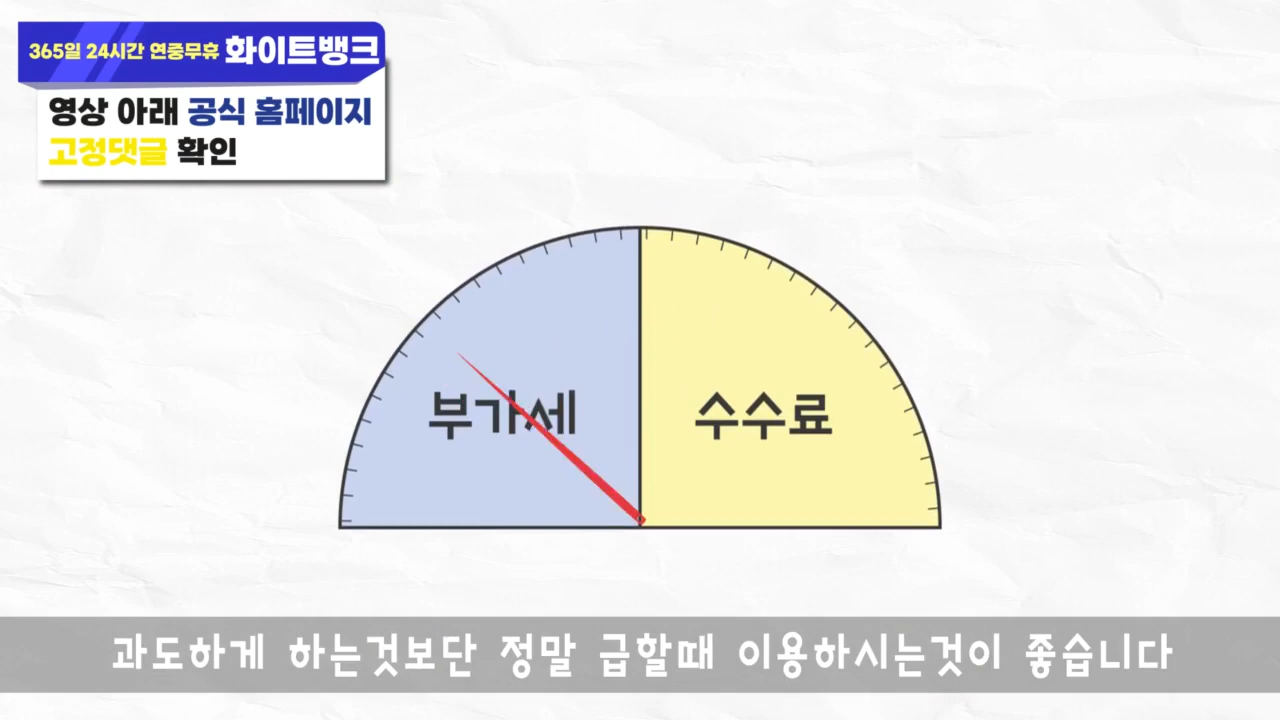 365일 24시간 연중무휴 화이트뱅크
영상 아래 공식 홈페이지
고정댓글 확인
부가세
수수료
과도하게 하는것보단 정말 급할때 이용하시는것이 좋습니다